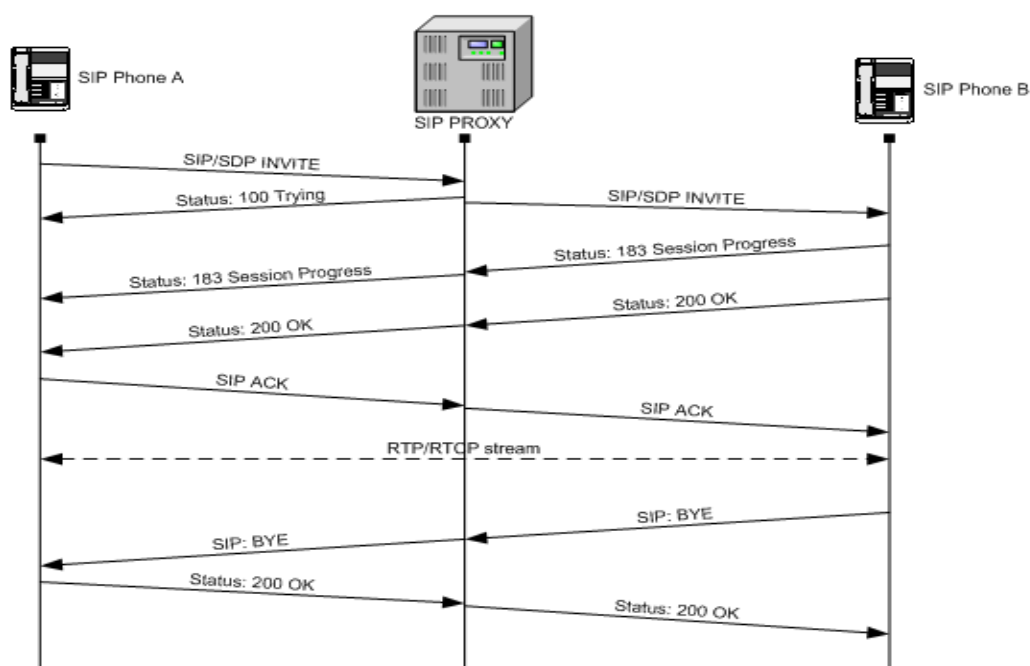 SIP Phone A
SIP PROXY
SIP Phone B
SIP/SDP INVITE
Status: 100 Trying
SIP/SDP INVITE
Status: 183 Session Progress
Status: 183 Session Progress
Status: 200 OK
Status: 200 OK
SIP ACK
SIP ACK
RTP/RTCP stream
SIP: BYE
SIP: BYE
Status: 200 OK
Status: 200 OK